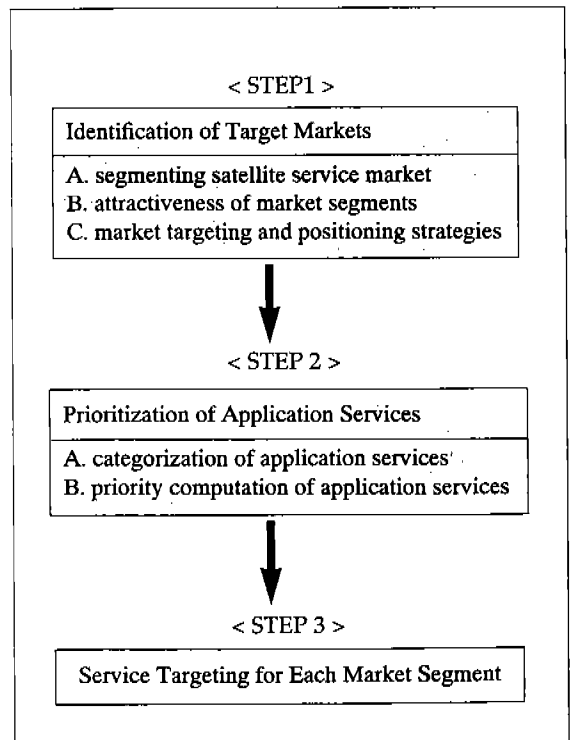 < STEP1 >
Identification of Target Markets
A. segmenting satellite service market
B. attractiveness of market segments
C. market targeting and positioning strategies
< STEP 2 >
Prioritization of Application Services
A. categorization of application services
B. priority computation of application services
< STEP 3 >
Service Targeting for Each Market Segment